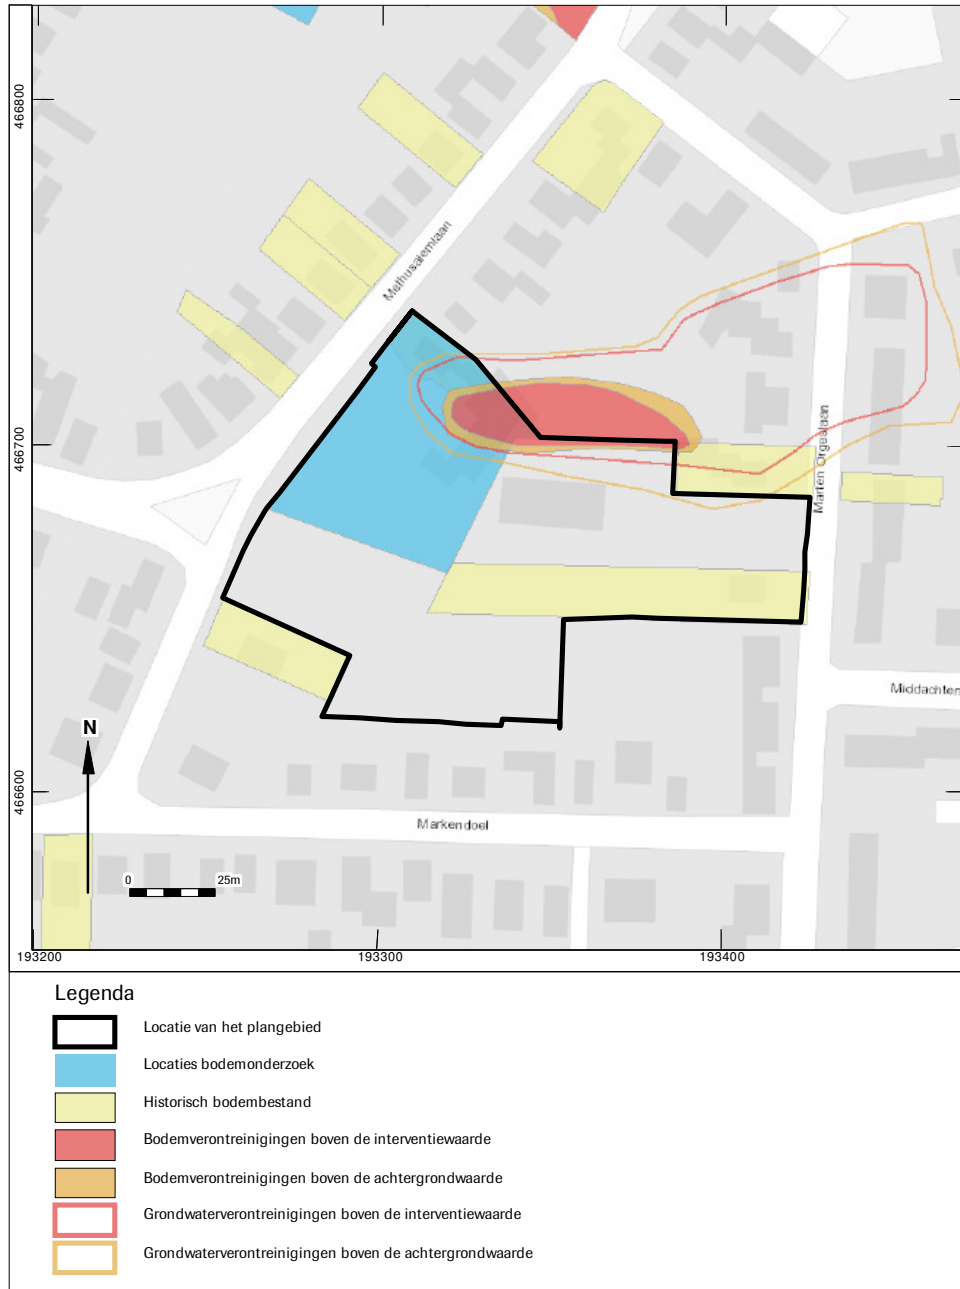 466800
Methusalemlaan
466700
Marten Orgeslaan
Middachten
N
466600
Markendoel
0 25m
193200 193300 193400
Legenda
Locatie van het plangebied
Locaties bodemonderzoek
Historisch bodembestand
Bodemverontreinigingen boven de interventiewaarde
Bodemverontreinigingen boven de achtergrondwaarde
Grondwaterverontreinigingen boven de interventiewaarde
Grondwaterverontreinigingen boven de achtergrondwaarde